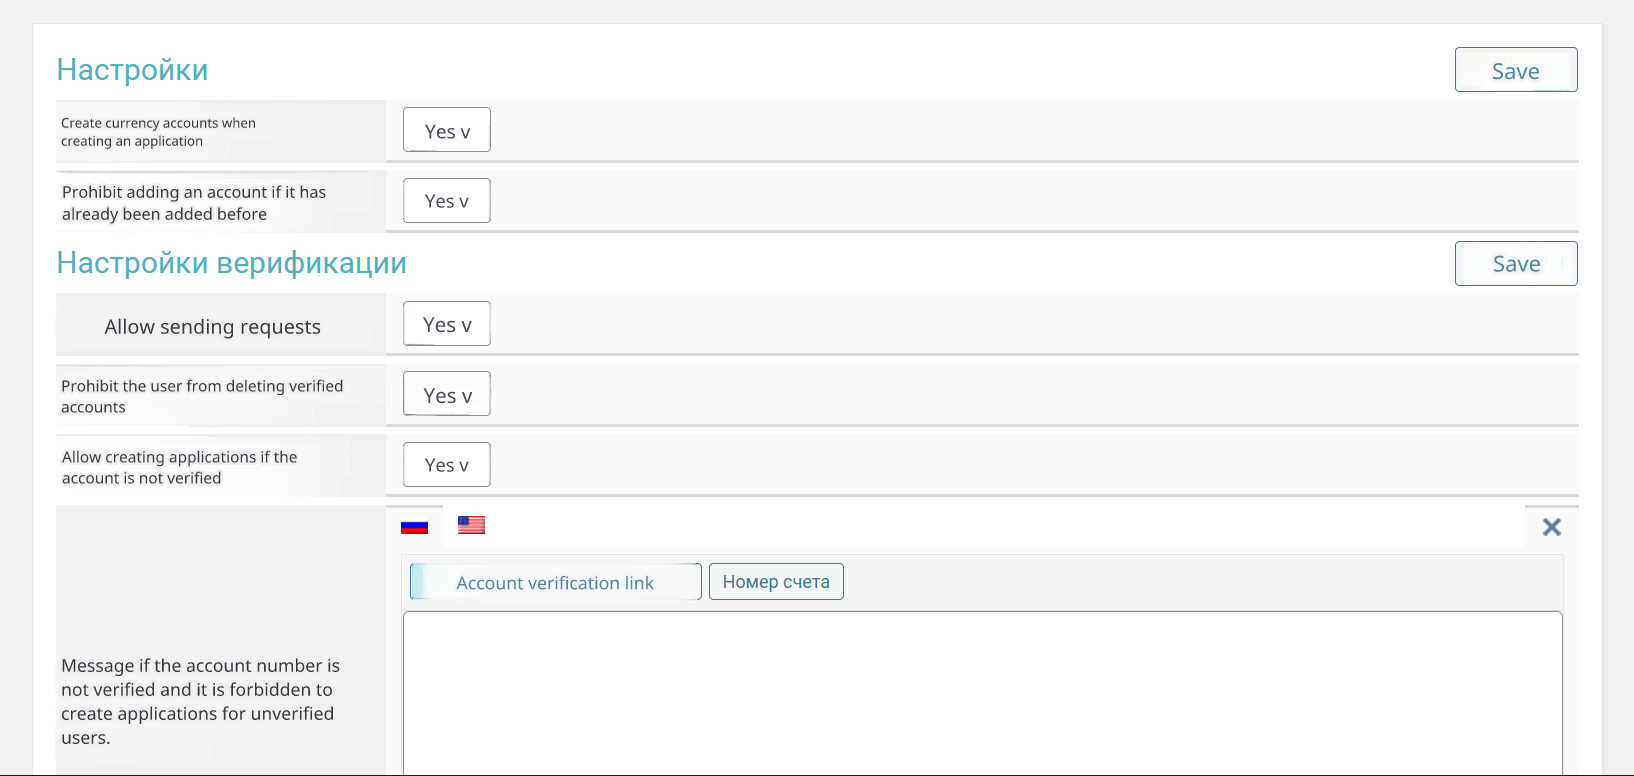 Настройки
Save
Create currency accounts when
creating an application
Yes v
Prohibit adding an account if it has
already been added before
Yes v
Настройки верификации
Save
Allow sending requests
Yes v
Prohibit the user from deleting verified
accounts
Yes v
Allow creating applications if the
account is not verified
Yes v
Account verification link
Номер счета
Message if the account number is
not verified and it is forbidden to
create applications for unverified
users.